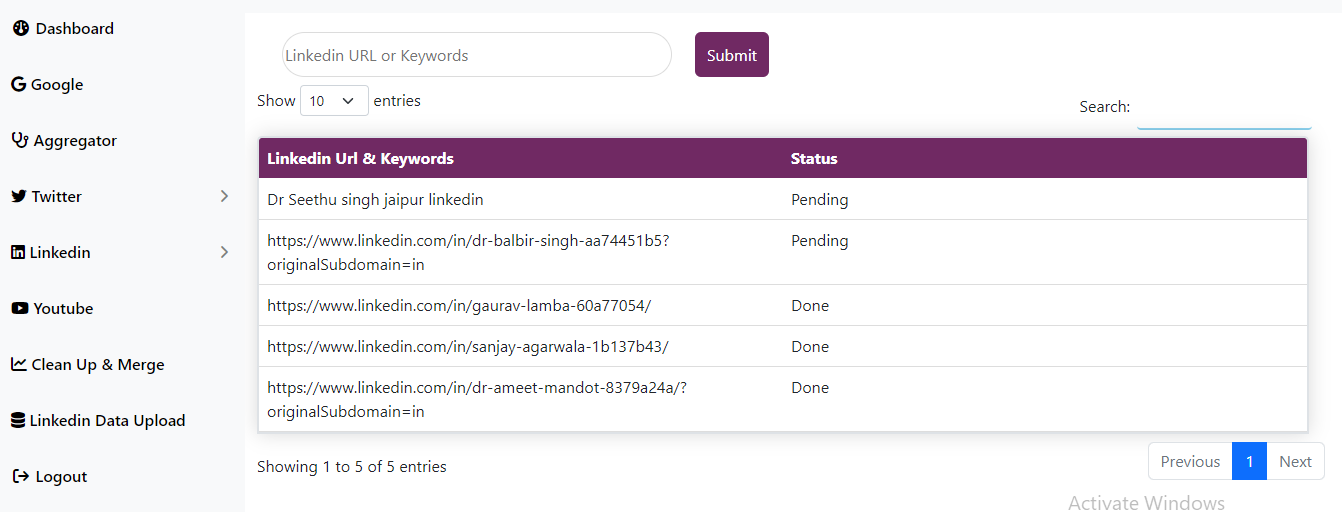 Dashboard
Google
Aggregator
Twitter
Linkedin
Youtube
Clean Up & Merge
Linkedin Data Upload
Logout
Linkedin URL or Keywords
Submit
Show 10 entries
Search:
Linkedin Url & Keywords Status
Dr Seethu singh jaipur linkedin Pending
https://www.linkedin.com/in/dr-balbir-singh-aa74451b5? Pending
originalSubdomain=in
https://www.linkedin.com/in/gaurav-lamba-60a77054/ Done
https://www.linkedin.com/in/sanjay-agarwala-1b137b43/ Done
https://www.linkedin.com/in/dr-ameet-mandot-8379a24a/? Done
originalSubdomain=in
Showing 1 to 5 of 5 entries
Previous 1 Next
Activate Windows